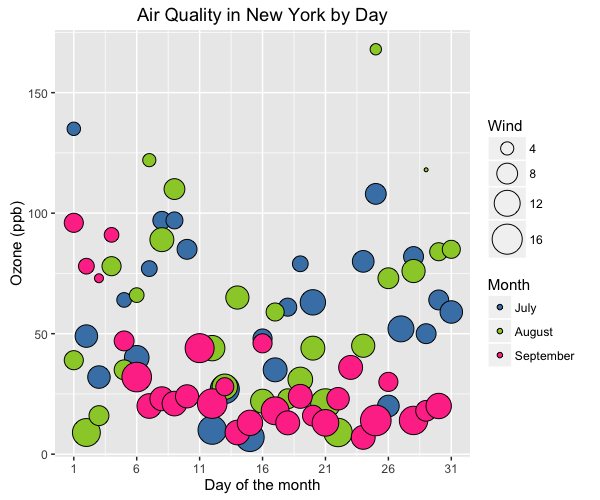 Air Quality in New York by Day
Ozone (ppb)
150
100
50
0
1 6 11 16 21 26 31
Day of the month
Wind
4
8
12
16
Month
July
August
September